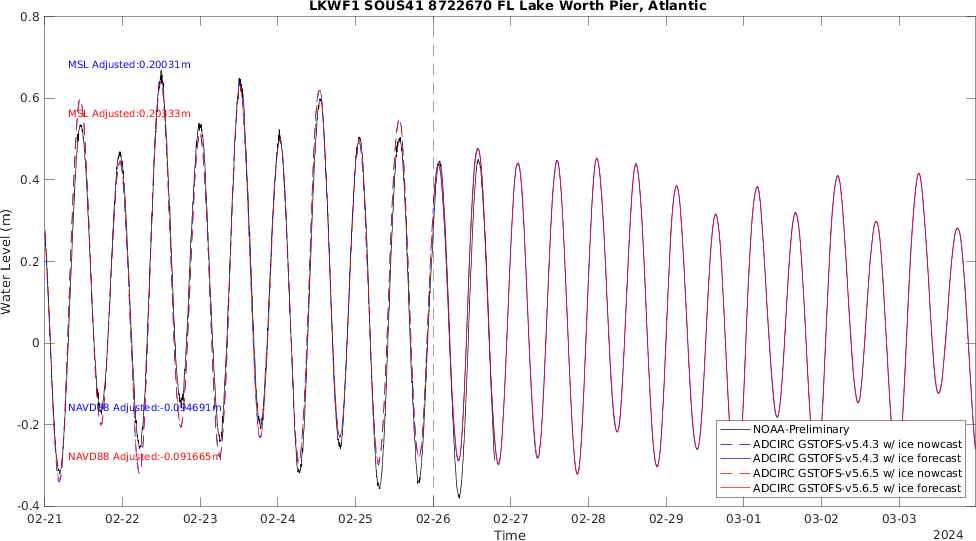 LKWF1 SOUS41 8722670 FL Lake Worth Pier, Atlantic
0.8
0.6
0.4
0.2
0
-0.2
-0.4
Water Level (m)
MSL Adjusted:0.20031m
MSL Adjusted:0.20333m
NAVD88 Adjusted:-0.094691m
NAVD88 Adjusted:-0.091665m
NOAA-Preliminary
ADCIRC GSTOFS-v5.4.3 w/ ice nowcast
ADCIRC GSTOFS-v5.4.3 w/ ice forecast
ADCIRC GSTOFS-v5.6.5 w/ ice nowcast
ADCIRC GSTOFS-v5.6.5 w/ ice forecast
02-21 02-22 02-23 02-24 02-25 02-26 02-27 02-28 02-29 03-01 03-02 03-03
Time
2024